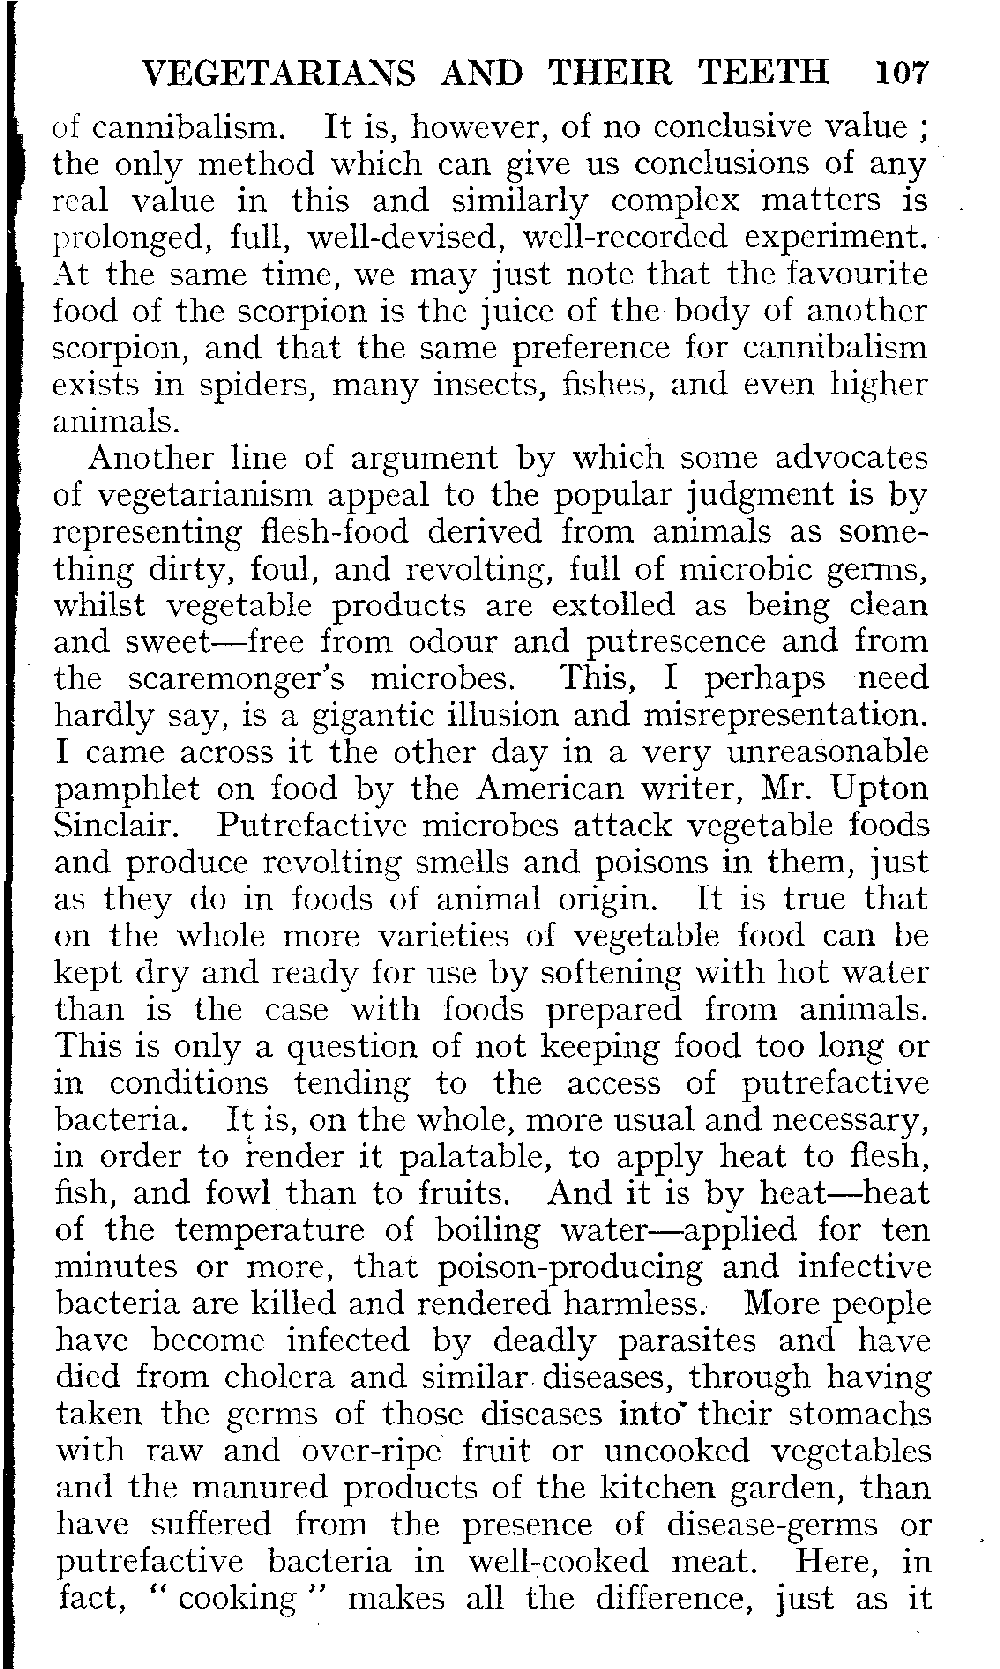 VEGETARIANS AND THEIR TEETH 107
of cannibalism. It is, however, of no conclusive value ;
the only method which can give us conclusions of any
real value in this and similarly complex matters is
prolonged, full, well-devised, well-recorded experiment.
At the same time, we may just note that the favourite
food of the scorpion is the juice of the body of another
scorpion, and that the same preference for cannibalism
exists in spiders, many insects, fishes, and even higher
animals.
Another line of argument by which some advocates
of vegetarianism appeal to the popular judgment is by
representing flesh-food derived from animals as some-
thing dirty, foul, and revolting, full of microbic germs,
whilst vegetable products are extolled as being clean
and sweet—free from odour and putrescence and from
the scaremonger's microbes. This, I perhaps need
hardly say, is a gigantic illusion and misrepresentation.
I came across it the other day in a very unreasonable
pamphlet on food by the American writer, Mr. Upton
Sinclair. Putrefactive microbes attack vegetable foods
and produce revolting smells and poisons in them, just
as they do in foods of animal origin. It is true that
on the whole more varieties of vegetable food can be
kept dry and ready for use by softening with hot water
than is the case with foods prepared from animals.
This is only a question of not keeping food too long or
in conditions tending to the access of putrefactive
bacteria. It is, on the whole, more usual and necessary,
in order to render it palatable, to apply heat to flesh,
fish, and fowl than to fruits. And it is by heat—heat
of the temperature of boiling water—applied for ten
minutes or more, that poison-producing and infective
bacteria are killed and rendered harmless. More people
have become infected by deadly parasites and have
died from cholera and similar diseases, through having
taken the germs of those diseases into their stomachs
with raw and over-ripe fruit or uncooked vegetables
and the manured products of the kitchen garden, than
have suffered from the presence of disease-germs or
putrefactive bacteria in well-cooked meat. Here, in
fact, “ cooking ” makes all the difference, just as it